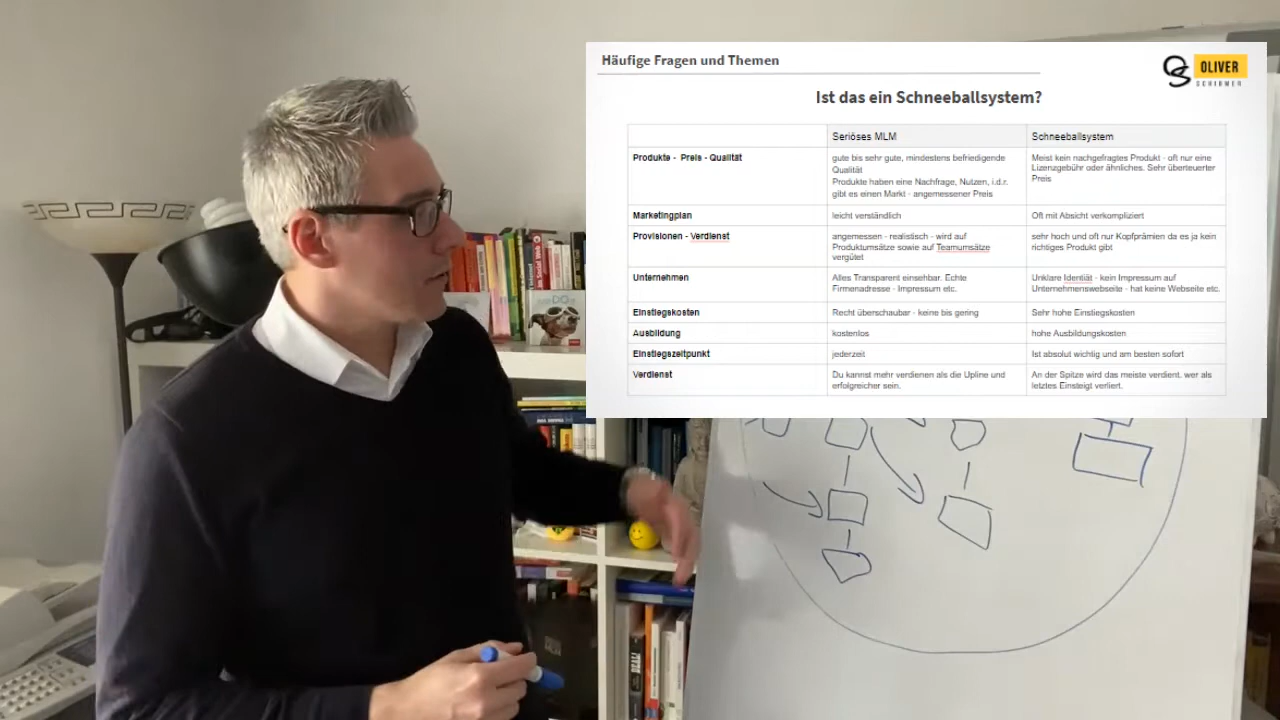 Häufige Fragen und Themen
OS OLIVER
SCHIRMER
Ist das ein Schneeballsystem?
Seriöses MLM
Schneeballsystem
Produkte - Preis - Qualität
gute bis sehr gute, mindestens befriedigende
Qualität
Produkte haben eine Nachfrage, Nutzen, i.d.r.
gibt es einen Markt - angemessener Preis
Meist kein nachgefragtes Produkt - oft nur eine
Lizenzgebühr oder ähnliches. Sehr überteuerter
Preis
Marketingplan
leicht verständlich
Oft mit Absicht verkompliziert
Provisionen - Verdienst
angemessen - realistisch - wird auf
Produktumsätze sowie auf Teamumsätze
vergütet
sehr hoch und oft nur Kopfprämien da es ja kein
richtiges Produkt gibt
Unternehmen
Alles Transparent einsehbar. Echte
Firmenadresse - Impressum etc.
Unklare Identiät - kein Impressum auf
Unternehmenswebseite - hat keine Webseite etc.
Einstiegskosten
Recht überschaubar - keine bis gering
Sehr hohe Einstiegskosten
Ausbildung
kostenlos
hohe Ausbildungskosten
Einstiegszeitpunkt
jederzeit
Ist absolut wichtig und am besten sofort
Verdienst
Du kannst mehr verdienen als die Upline und
erfolgreicher sein.
An der Spitze wird das meiste verdient, wer als
letztes Einsteigt verliert.